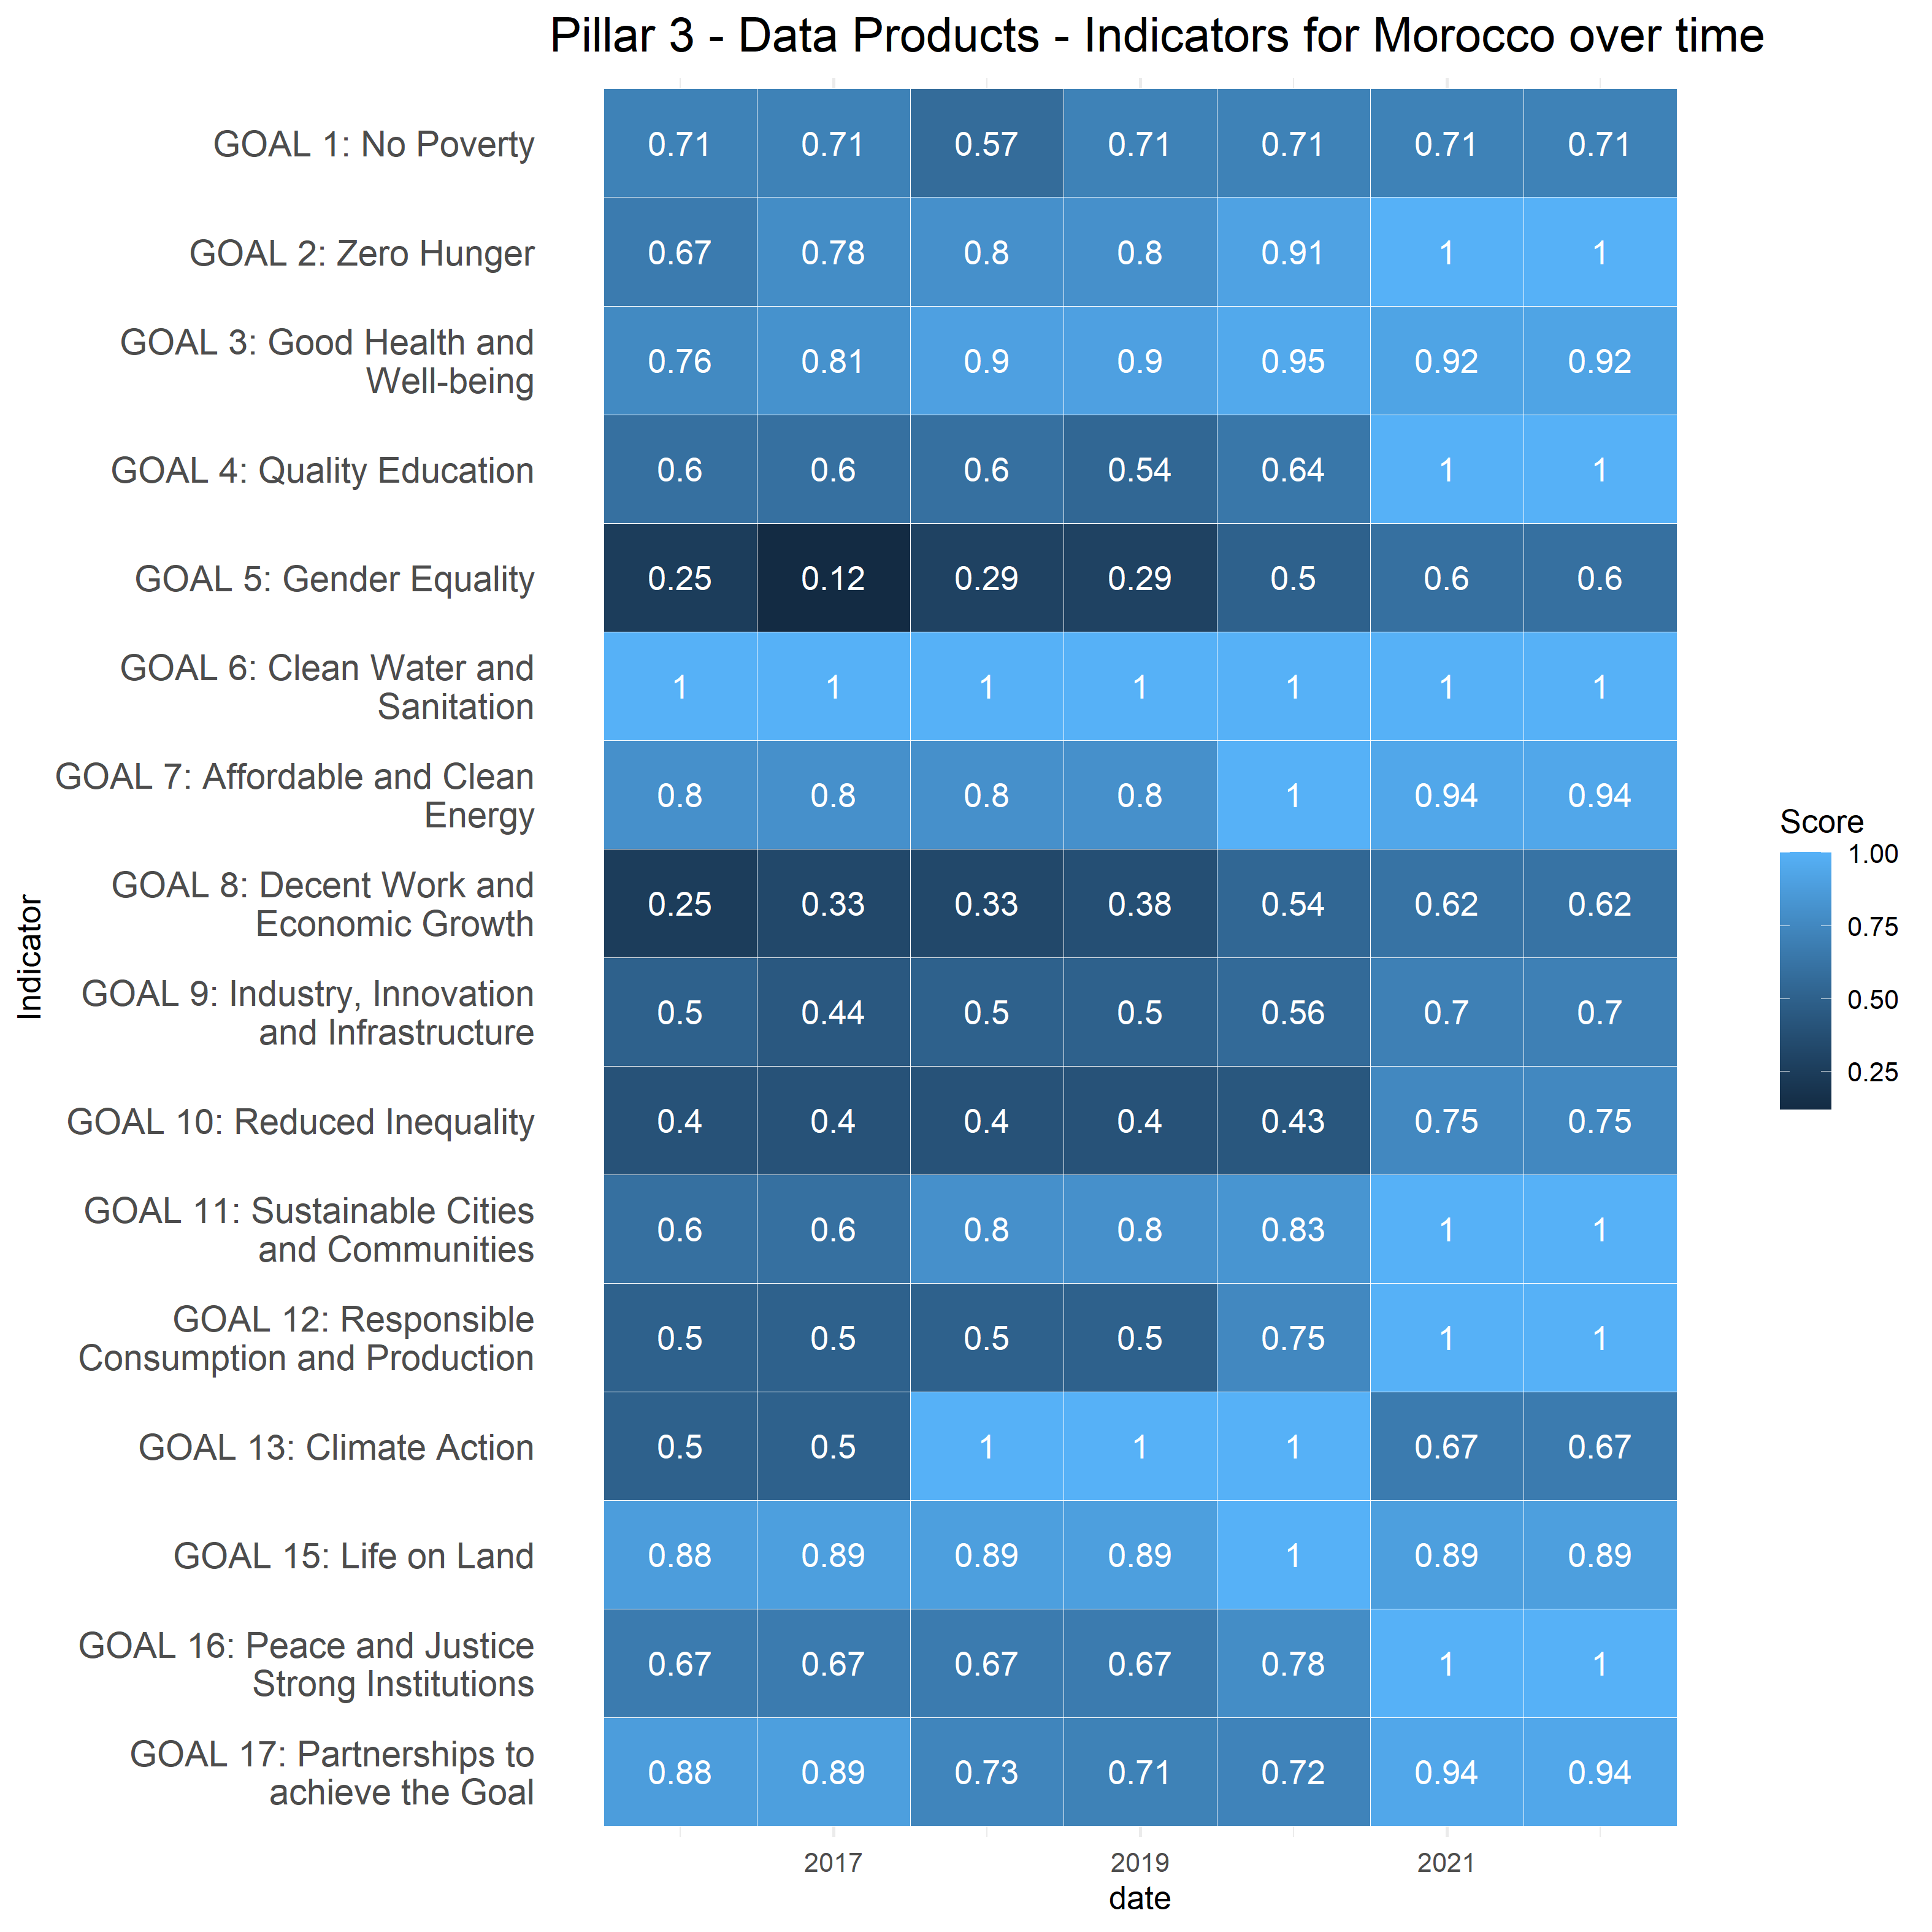 Pillar 3 - Data Products - Indicators for Morocco over time
GOAL 1: No Poverty
0.71 0.71 0.57 0.71 0.71 0.71 0.71
GOAL 2: Zero Hunger
0.67 0.78 0.8 0.8 0.91 1 1
GOAL 3: Good Health and
Well-being
0.76 0.81 0.9 0.9 0.95 0.92 0.92
GOAL 4: Quality Education
0.6 0.6 0.6 0.54 0.64 1 1
GOAL 5: Gender Equality
0.25 0.12 0.29 0.29 0.5 0.6 0.6
GOAL 6: Clean Water and
Sanitation
1 1 1 1 1 1 1
GOAL 7: Affordable and Clean
Energy
0.8 0.8 0.8 0.8 1 0.94 0.94
GOAL 8: Decent Work and
Economic Growth
0.25 0.33 0.33 0.38 0.54 0.62 0.62
GOAL 9: Industry, Innovation
and Infrastructure
0.5 0.44 0.5 0.5 0.56 0.7 0.7
GOAL 10: Reduced Inequality
0.4 0.4 0.4 0.4 0.43 0.75 0.75
GOAL 11: Sustainable Cities
and Communities
0.6 0.6 0.8 0.8 0.83 1 1
GOAL 12: Responsible
Consumption and Production
0.5 0.5 0.5 0.5 0.75 1 1
GOAL 13: Climate Action
0.5 0.5 1 1 1 0.67 0.67
GOAL 15: Life on Land
0.88 0.89 0.89 0.89 1 0.89 0.89
GOAL 16: Peace and Justice
Strong Institutions
0.67 0.67 0.67 0.67 0.78 1 1
GOAL 17: Partnerships to
achieve the Goal
0.88 0.89 0.73 0.71 0.72 0.94 0.94
2017 2019 2021
date
Indicator
Score
1.00
0.75
0.50
0.25